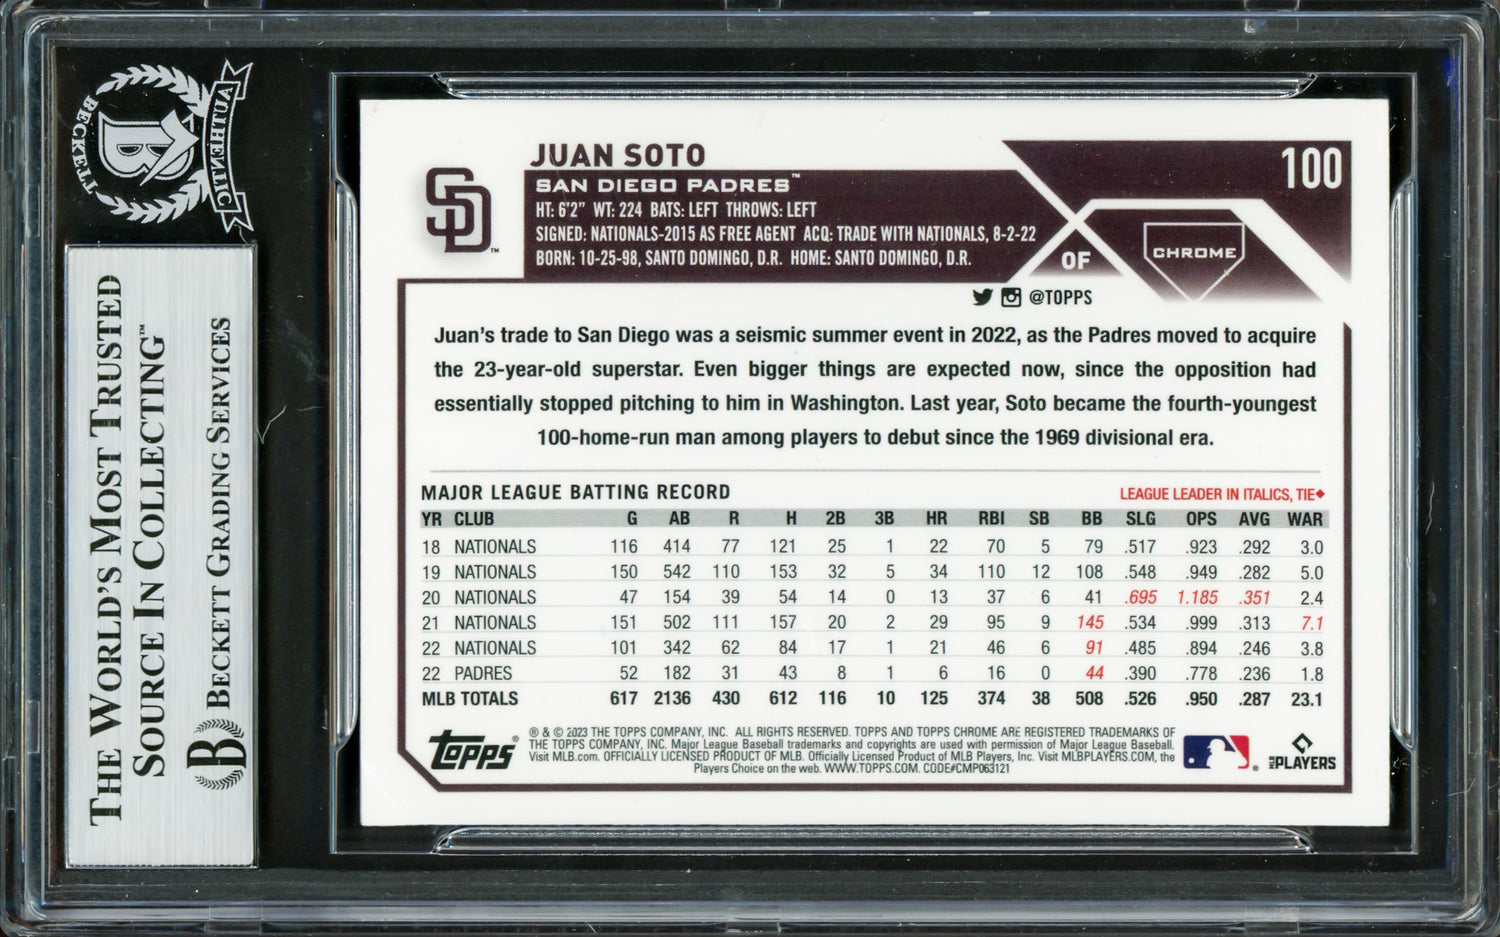 BECKETT
AUTHENTIC
THE WORLD'S MOST TRUSTED
SOURCE IN COLLECTING™
BECKETT GRADING SERVICES
JUAN SOTO
100
SAN DIEGO PADRES™
HT: 6'2" WT: 224 BATS: LEFT THROWS: LEFT
SIGNED: NATIONALS-2015 AS FREE AGENT ACQ: TRADE WITH NATIONALS, 8-2-22
BORN: 10-25-98, SANTO DOMINGO, D.R. HOME: SANTO DOMINGO, D.R.
OF
CHROME
@TOPPS
Juan's trade to San Diego was a seismic summer event in 2022, as the Padres moved to acquire
the 23-year-old superstar. Even bigger things are expected now, since the opposition had
essentially stopped pitching to him in Washington. Last year, Soto became the fourth-youngest
100-home-run man among players to debut since the 1969 divisional era.
MAJOR LEAGUE BATTING RECORD LEAGUE LEADER IN ITALICS, TIE◆
YR CLUB G AB R H 2B 3B HR RBI SB BB SLG OPS AVG WAR
18 NATIONALS 116 414 77 121 25 1 22 70 5 79 .517 .923 .292 3.0
19 NATIONALS 150 542 110 153 32 5 34 110 12 108 .548 .949 .282 5.0
20 NATIONALS 47 154 39 54 14 0 13 37 6 41 .695 1.185 .351 2.4
21 NATIONALS 151 502 111 157 20 2 29 95 9 145 .534 .999 .313 7.1
22 NATIONALS 101 342 62 84 17 1 21 46 6 91 .485 .894 .246 3.8
22 PADRES 52 182 31 43 8 1 6 16 0 44 .390 .778 .236 1.8
MLB TOTALS 617 2136 430 612 116 10 125 374 38 508 .526 .950 .287 23.1
topps®
® & © 2023 THE TOPPS COMPANY, INC. ALL RIGHTS RESERVED. TOPPS AND TOPPS CHROME ARE REGISTERED TRADEMARKS OF
THE TOPPS COMPANY, INC. Major League Baseball trademarks and copyrights are used with permission of Major League Baseball.
Visit MLB.com. OFFICIALLY LICENSED PRODUCT OF MLB. Officially Licensed Product of MLB Players, Inc. Visit MLBPLAYERS.COM, the
Players Choice on the web. WWW.TOPPS.COM. CODE#CMP063121
MLB PLAYERS